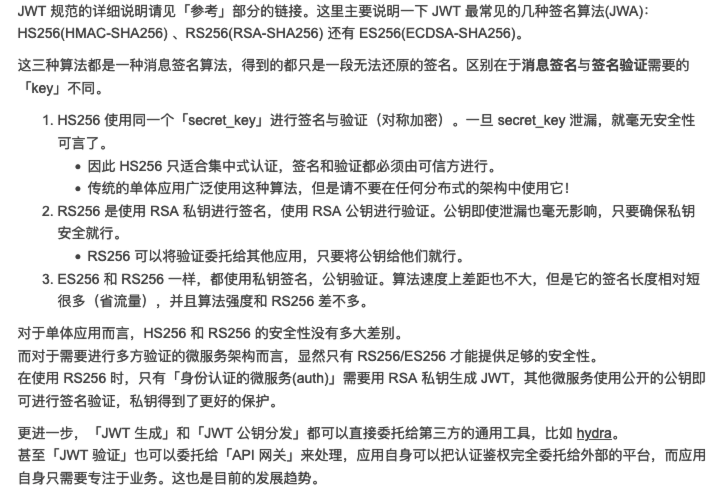 JWT 规范的详细说明请见「参考」部分的链接。这里主要说明一下 JWT 最常见的几种签名算法(JWA)：
HS256(HMAC-SHA256) 、RS256(RSA-SHA256) 还有 ES256(ECDSA-SHA256)。
这三种算法都是一种消息签名算法，得到的都只是一段无法还原的签名。区别在于消息签名与签名验证需要的
「key」不同。
1. HS256 使用同一个「secret_key」进行签名与验证（对称加密）。一旦 secret_key 泄漏，就毫无安全性
可言了。
• 因此 HS256 只适合集中式认证，签名和验证都必须由可信方进行。
• 传统的单体应用广泛使用这种算法，但是请不要在任何分布式的架构中使用它！
2. RS256 是使用 RSA 私钥进行签名，使用 RSA 公钥进行验证。公钥即使泄漏也毫无影响，只要确保私钥
安全就行。
• RS256 可以将验证委托给其他应用，只要将公钥给他们就行。
3. ES256 和 RS256 一样，都使用私钥签名，公钥验证。算法速度上差距也不大，但是它的签名长度相对短
很多（省流量），并且算法强度和 RS256 差不多。
对于单体应用而言，HS256 和 RS256 的安全性没有多大差别。
而对于需要进行多方验证的微服务架构而言，显然只有 RS256/ES256 才能提供足够的安全性。
在使用 RS256 时，只有「身份认证的微服务(auth)」需要用 RSA 私钥生成 JWT，其他微服务使用公开的公钥即
可进行签名验证，私钥得到了更好的保护。
更进一步，「JWT 生成」和「JWT 公钥分发」都可以直接委托给第三方的通用工具，比如 hydra。
甚至「JWT 验证」也可以委托给「API 网关」来处理，应用自身可以把认证鉴权完全委托给外部的平台，而应用
自身只需要专注于业务。这也是目前的发展趋势。